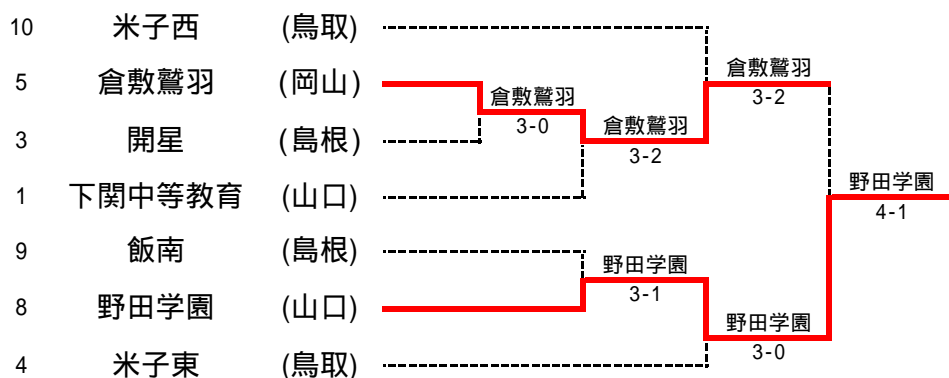 10 米子西 (鳥取)
5 倉敷鷲羽 (岡山)
3 開星 (島根)
1 下関中等教育 (山口)
9 飯南 (島根)
8 野田学園 (山口)
4 米子東 (鳥取)
倉敷鷲羽
3-0
倉敷鷲羽
3-2
野田学園
3-1
倉敷鷲羽
3-2
野田学園
3-0
野田学園
4-1